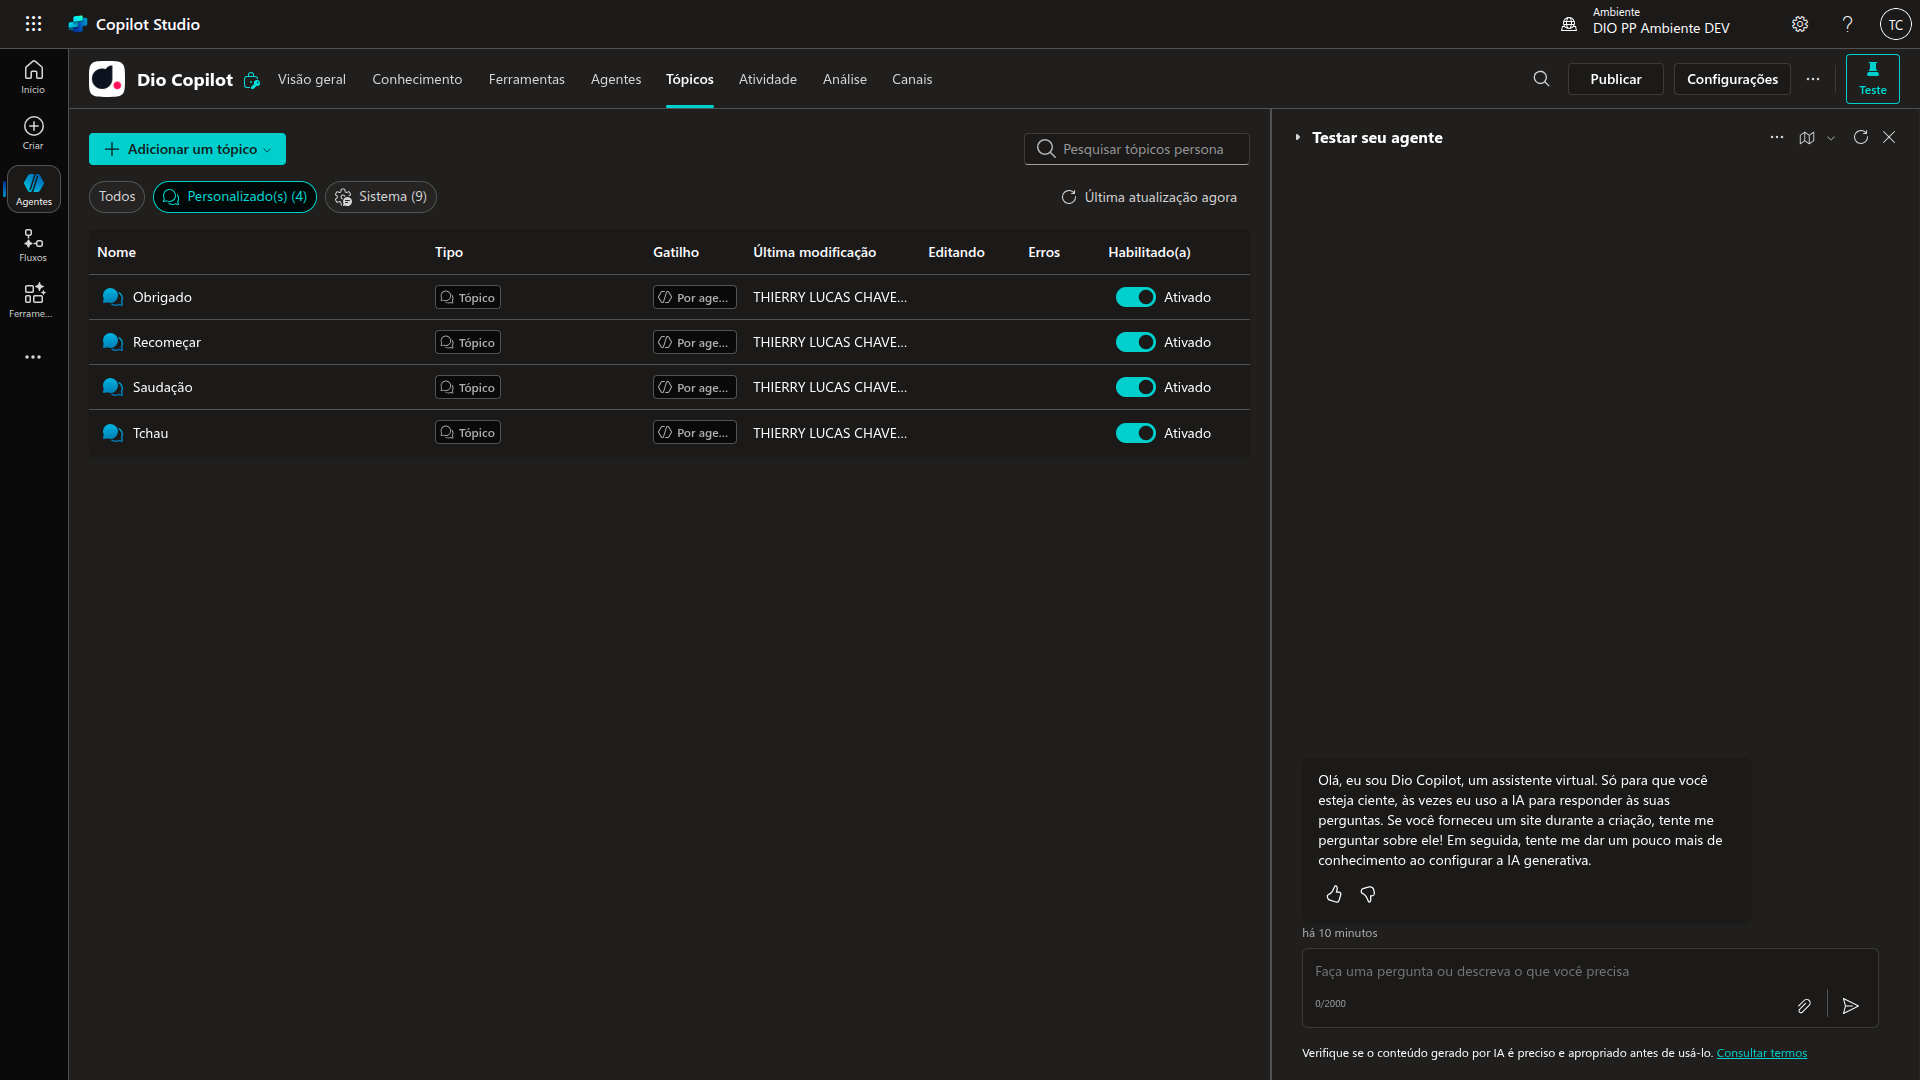 Copilot Studio
Ambiente
DIO PP Ambiente DEV
TC
Início
Criar
Agentes
Fluxos
Ferrame...
Dio Copilot
Visão geral
Conhecimento
Ferramentas
Agentes
Tópicos
Atividade
Análise
Canais
Publicar
Configurações
Teste
Adicionar um tópico
Pesquisar tópicos persona
Todos
Personalizado(s) (4)
Sistema (9)
Última atualização agora
Nome Tipo Gatilho Última modificação Editando Erros Habilitado(a)
Obrigado Tópico Por age... THIERRY LUCAS CHAVE... Ativado
Recomeçar Tópico Por age... THIERRY LUCAS CHAVE... Ativado
Saudação Tópico Por age... THIERRY LUCAS CHAVE... Ativado
Tchau Tópico Por age... THIERRY LUCAS CHAVE... Ativado
Testar seu agente
Olá, eu sou Dio Copilot, um assistente virtual. Só para que você
esteja ciente, às vezes eu uso a IA para responder às suas
perguntas. Se você forneceu um site durante a criação, tente me
perguntar sobre ele! Em seguida, tente me dar um pouco mais de
conhecimento ao configurar a IA generativa.
há 10 minutos
Faça uma pergunta ou descreva o que você precisa
0/2000
Verifique se o conteúdo gerado por IA é preciso e apropriado antes de usá-lo. Consultar termos